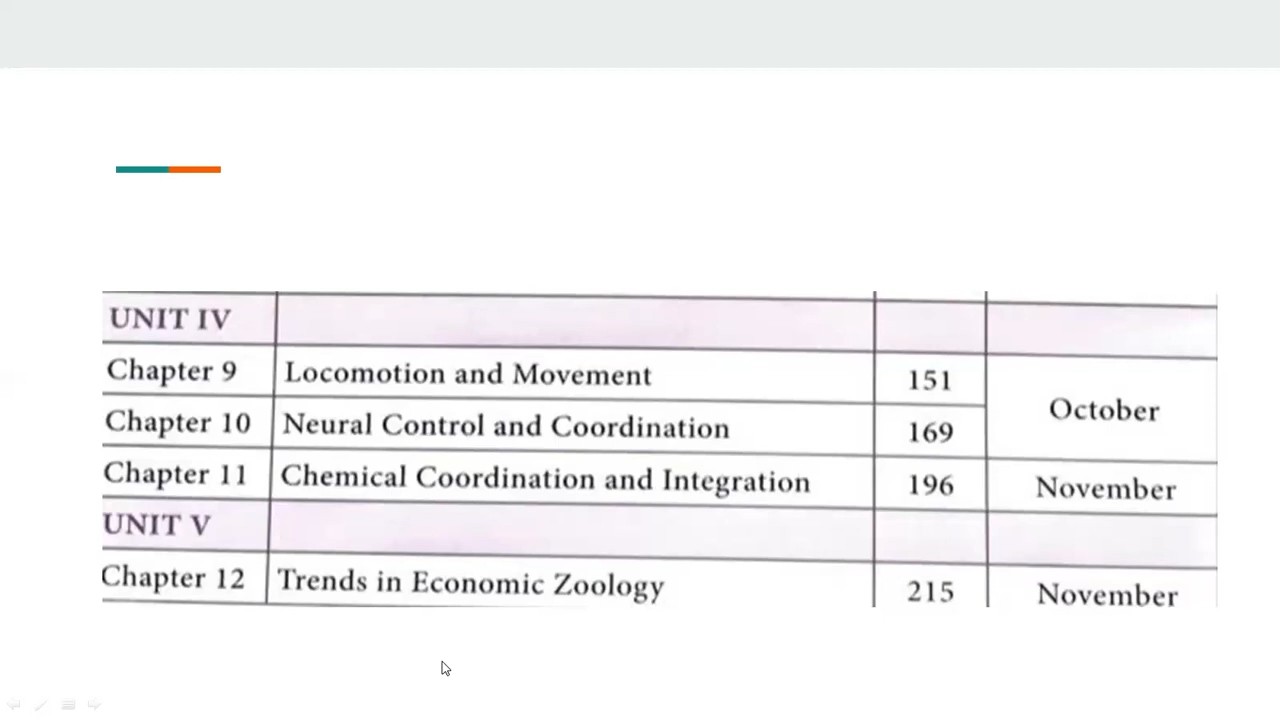 UNIT IV
Chapter 9 Locomotion and Movement 151 October
Chapter 10 Neural Control and Coordination 169
Chapter 11 Chemical Coordination and Integration 196 November
UNIT V
Chapter 12 Trends in Economic Zoology 215 November